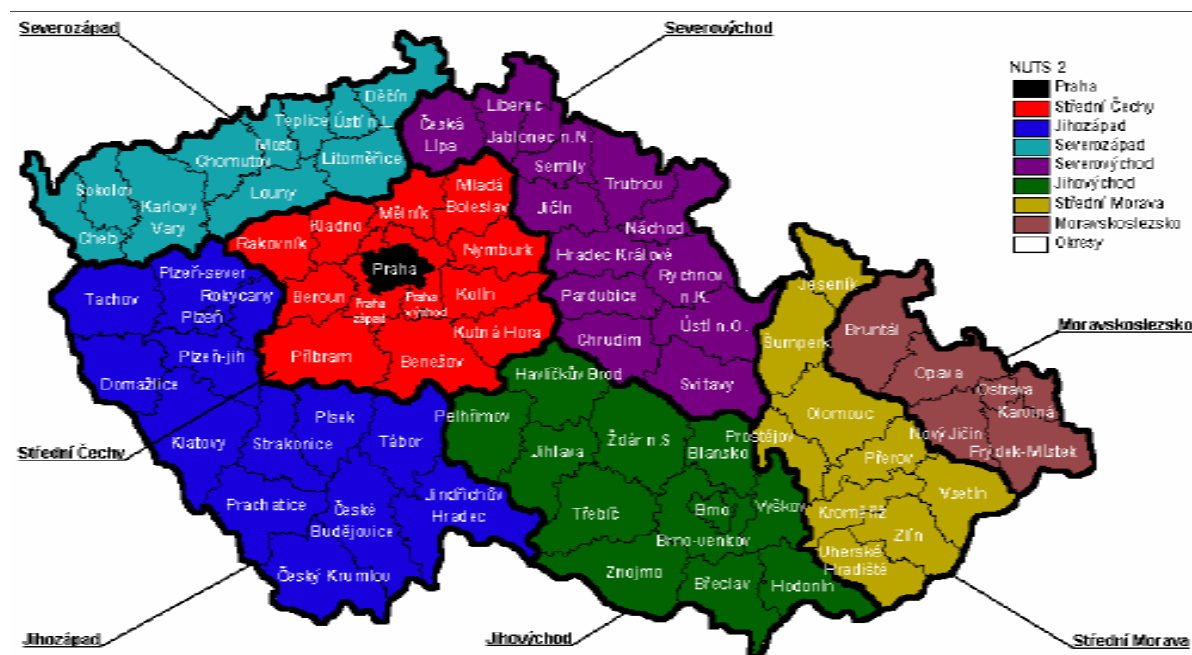 Severozápad
Severovýchod
NUTS 2
Praha
Střední Čechy
Jihozápad
Severozápad
Severovýchod
Jihovýchod
Střední Morava
Moravskoslezsko
Okresy
Děčín
Teplice
Ústí n.L.
Most
Chomutov
Litoměřice
Sokolov
Karlovy
Vary
Louny
Cheb
Liberec
Česká
Lípa
Jablonec n.N.
Semily
Trutnov
Jičín
Náchod
Hradec Králové
Rychnov
n.K.
Pardubice
Ústí n.O.
Chrudim
Svitavy
Mladá
Boleslav
Mělník
Kladno
Rakovník
Nymburk
Praha
Beroun
Praha
západ
Praha
východ
Kolín
Kutná Hora
Příbram
Benešov
Plzeň-sever
Tachov
Rokycany
Plzeň
Plzeň-jih
Domažlice
Písek
Klatovy
Strakonice
Tábor
Prachatice
České
Budějovice
Jindřichův
Hradec
Český Krumlov
Havlíčkův Brod
Pelhřimov
Jihlava
Žďár n.S
Blansko
Třebíč
Brno
Vyškov
Brno-venkov
Znojmo
Břeclav
Hodonín
Jeseník
Šumperk
Olomouc
Prostějov
Přerov
Kroměříž
Vsetín
Zlín
Uherské
Hradiště
Bruntál
Opava
Ostrava
Karviná
Nový Jičín
Frýdek-Místek
Moravskoslezsko
Střední Čechy
Jihozápad
Jihovýchod
Střední Morava